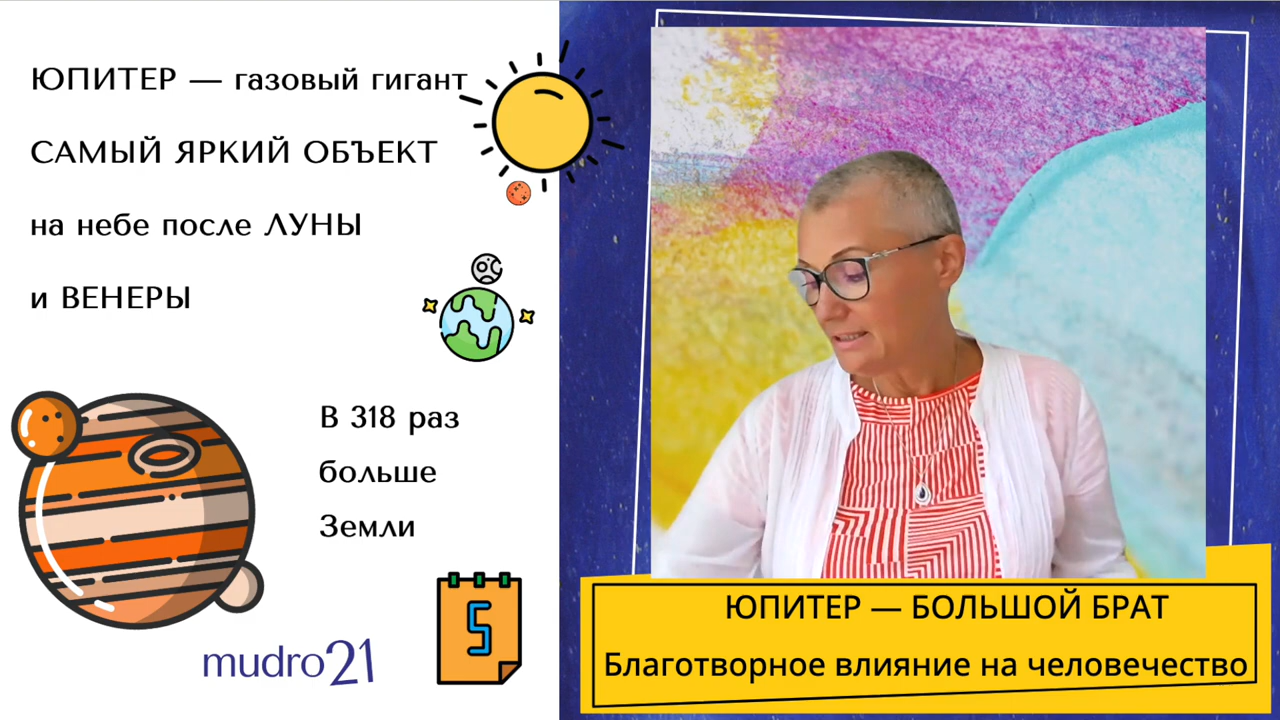 ЮПИТЕР — газовый гигант
САМЫЙ ЯРКИЙ ОБЪЕКТ
на небе после ЛУНЫ
и ВЕНЕРЫ
В 318 раз
больше
Земли
5
mudro21
ЮПИТЕР — БОЛЬШОЙ БРАТ
Благотворное влияние на человечество